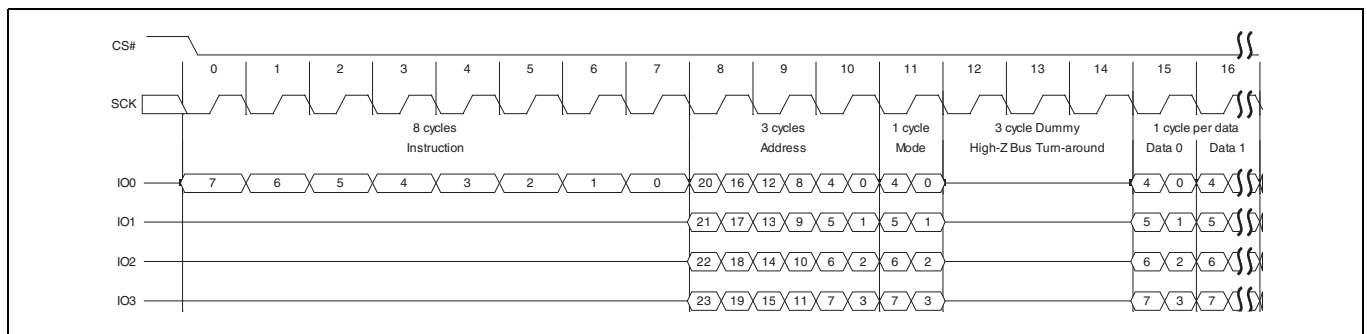 CS#
0 1 2 3 4 5 6 7 8 9 10 11 12 13 14 15 16
SCK
8 cycles 3 cycles 1 cycle 3 cycle Dummy 1 cycle per data
Instruction Address Mode High-Z Bus Turn-around Data 0 Data 1
IO0 7 6 5 4 3 2 1 0 20 16 12 8 4 0 4 0 4 0 4
IO1 21 17 13 9 5 1 5 1 5 1 5
IO2 22 18 14 10 6 2 6 2 6 2 6
IO3 23 19 15 11 7 3 7 3 7 3 7